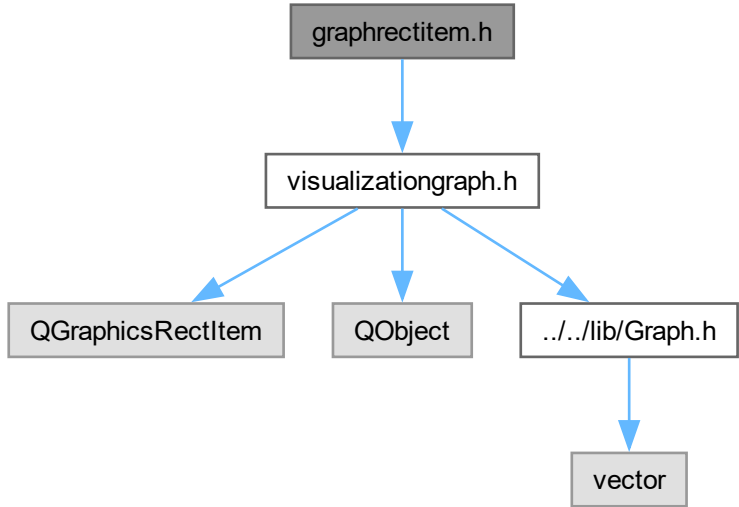 graphrectitem.h
visualizationgraph.h
QGraphicsRectItem
QObject
../../lib/Graph.h
vector